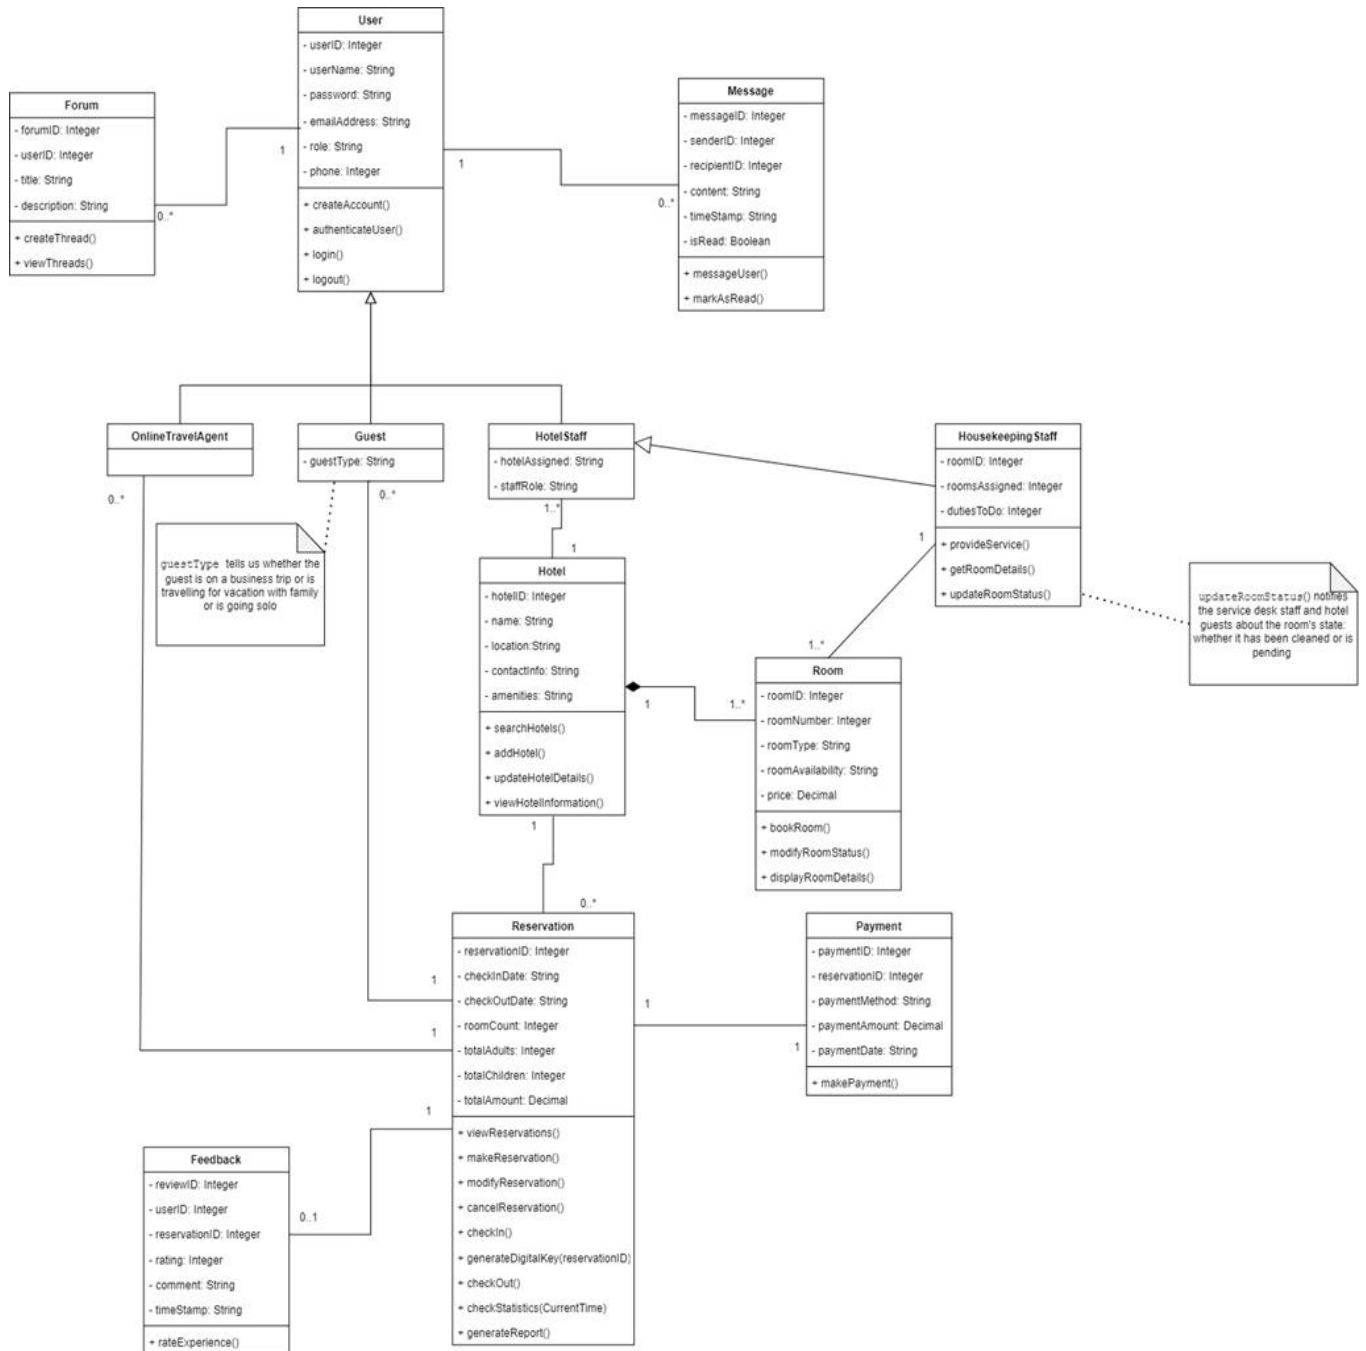 User
- userID: Integer
- userName: String
- password: String
- emailAddress: String
- role: String
- phone: Integer
+ createAccount()
+ authenticateUser()
+ login()
+ logout()
Forum
- forumID: Integer
- userID: Integer
- title: String
- description: String
+ createThread()
+ viewThreads()
1
0..*
Message
- messageID: Integer
- senderID: Integer
- recipientID: Integer
- content: String
- timeStamp: String
- isRead: Boolean
+ messageUser()
+ markAsRead()
1
0..*
OnlineTravelAgent
0..*
Guest
- guestType: String
0..*
guestType tells us whether the
guest is on a business trip or is
travelling for vacation with family
or is going solo
HotelStaff
- hotelAssigned: String
- staffRole: String
1..*
1
HousekeepingStaff
- roomID: Integer
- roomsAssigned: Integer
- dutiesToDo: Integer
+ provideService()
+ getRoomDetails()
+ updateRoomStatus()
1
1..*
updateRoomStatus() notifies
the service desk staff and hotel
guests about the room's state:
whether it has been cleaned or is
pending
Hotel
- hotelID: Integer
- name: String
- location:String
- contactInfo: String
- amenities: String
+ searchHotels()
+ addHotel()
+ updateHotelDetails()
+ viewHotelInformation()
1
1..*
Room
- roomID: Integer
- roomNumber: Integer
- roomType: String
- roomAvailability: String
- price: Decimal
+ bookRoom()
+ modifyRoomStatus()
+ displayRoomDetails()
1
0..*
Reservation
- reservationID: Integer
- checkInDate: String
- checkOutDate: String
- roomCount: Integer
- totalAdults: Integer
- totalChildren: Integer
- totalAmount: Decimal
+ viewReservations()
+ makeReservation()
+ modifyReservation()
+ cancelReservation()
+ checkIn()
+ generateDigitalKey(reservationID)
+ checkOut()
+ checkStatistics(CurrentTime)
+ generateReport()
1
1
1
1
1
Payment
- paymentID: Integer
- reservationID: Integer
- paymentMethod: String
- paymentAmount: Decimal
- paymentDate: String
+ makePayment()
Feedback
- reviewID: Integer
- userID: Integer
- reservationID: Integer
- rating: Integer
- comment: String
- timeStamp: String
+ rateExperience()
0..1